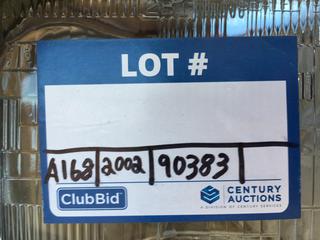 LOT #
A168 2002 90383
ClubBid
CENTURY
AUCTIONS
A DIVISION OF CENTURY SERVICES